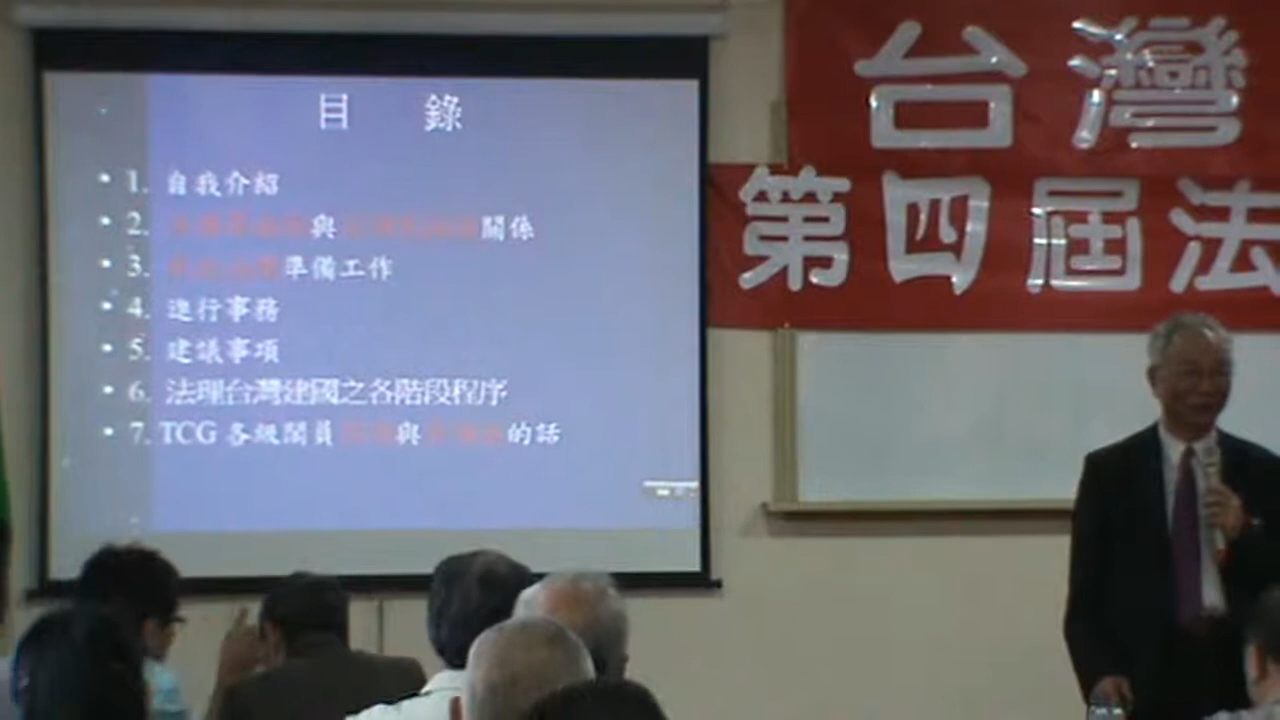 目 錄
• 1. 自我介紹
• 2. 與 關係
• 3. 準備工作
• 4. 進行事務
• 5. 建議事項
• 6. 法理台灣建國之各階段程序
• 7. TCG 各級閣員 與 的話
台灣
第四屆法